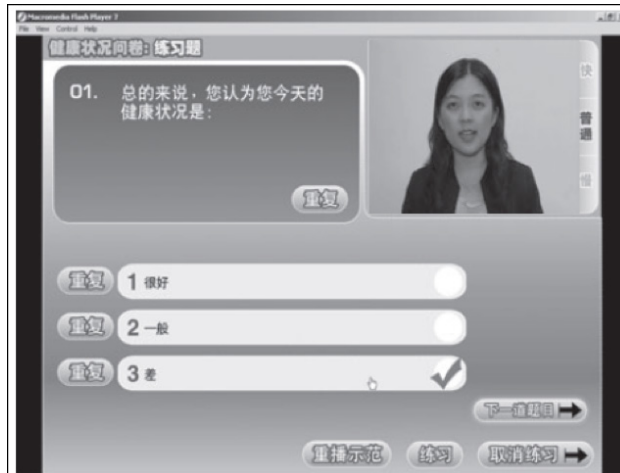 Macromedia Flash Player 7
File View Control Help
健康状况问卷: 练习题
01. 总的来说，您认为您今天的
健康状况是：
重复
快
普通
慢
重复 1 很好
重复 2 一般
重复 3 差
下一道题目
重播示范 练习 取消练习